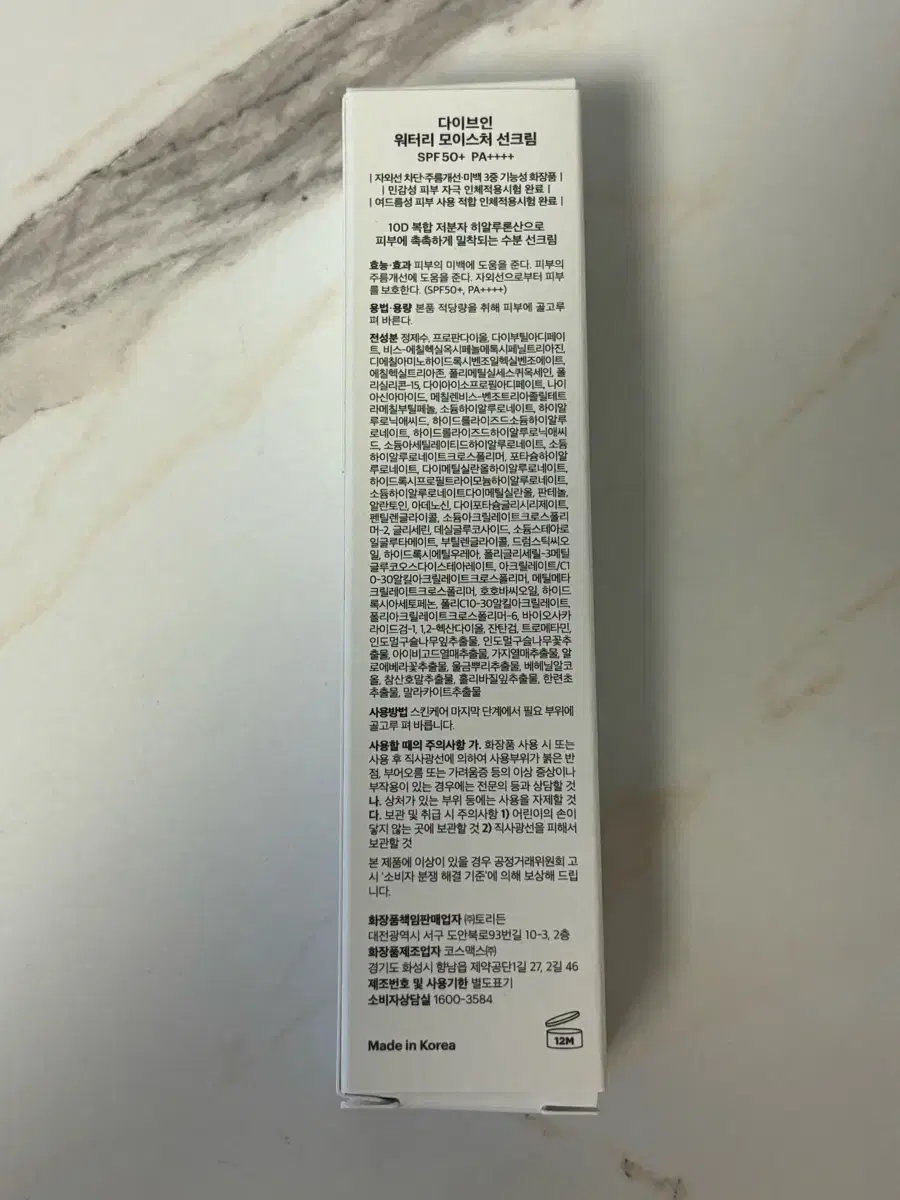 다이브인
워터리 모이스처 선크림
SPF 50+ PA++++
| 자외선 차단·주름개선·미백 3중 기능성 화장품 |
| 민감성 피부 자극 인체적용시험 완료 |
| 여드름성 피부 사용 적합 인체적용시험 완료 |
10D 복합 저분자 히알루론산으로
피부에 촉촉하게 밀착되는 수분 선크림
효능·효과 피부의 미백에 도움을 준다. 피부의
주름개선에 도움을 준다. 자외선으로부터 피부
를 보호한다. (SPF50+, PA++++)
용법·용량 본품 적당량을 취해 피부에 골고루
펴 바른다.
전성분 정제수, 프로판다이올, 다이부틸아디페이
트, 비스-에칠헥실옥시페놀메톡시페닐트리아진,
디에칠아미노하이드록시벤조일헥실벤조에이트,
에칠헥실트리아존, 폴리메틸실세스퀴옥세인, 폴
리실리콘-15, 다이아이소프로필아디페이트, 나이
아신아마이드, 메칠렌비스-벤조트리아졸릴테트
라메칠부틸페놀, 소듐하이알루로네이트, 하이알
루로닉애씨드, 하이드롤라이즈드소듐하이알루
로네이트, 하이드롤라이즈드하이알루로닉애씨
드, 소듐아세틸레이티드하이알루로네이트, 소듐
하이알루로네이트크로스폴리머, 포타슘하이알
루로네이트, 다이메틸실란올하이알루로네이트,
하이드록시프로필트라이모늄하이알루로네이트,
소듐하이알루로네이트다이메틸실란올, 판테놀,
알란토인, 아데노신, 다이포타슘글리시리제이트,
펜틸렌글라이콜, 소듐아크릴레이트크로스폴리
머-2, 글리세린, 데실글루코사이드, 소듐스테아로
일글루타메이트, 부틸렌글라이콜, 드럼스틱씨오
일, 하이드록시에틸우레아, 폴리글리세릴-3메틸
글루코오스다이스테아레이트, 아크릴레이트/C1
0-30알킬아크릴레이트크로스폴리머, 메틸메타
크릴레이트크로스폴리머, 호호바씨오일, 하이드
록시아세토페논, 폴리C10-30알킬아크릴레이트,
폴리아크릴레이트크로스폴리머-6, 바이오사카
라이드검-1, 1,2-헥산다이올, 잔탄검, 트로메타민,
인도멀구슬나무잎추출물, 인도멀구슬나무꽃추
출물, 아이비고드열매추출물, 가지열매추출물, 알
로에베라꽃추출물, 울금뿌리추출물, 베헤닐알코
올, 참산호말추출물, 홀리바질잎추출물, 한련초
추출물, 말라카이트추출물
사용방법 스킨케어 마지막 단계에서 필요 부위에
골고루 펴 바릅니다.
사용할 때의 주의사항 가. 화장품 사용 시 또는
사용 후 직사광선에 의하여 사용부위가 붉은 반
점, 부어오름 또는 가려움증 등의 이상 증상이나
부작용이 있는 경우에는 전문의 등과 상담할 것
나. 상처가 있는 부위 등에는 사용을 자제할 것
다. 보관 및 취급 시 주의사항 1) 어린이의 손이
닿지 않는 곳에 보관할 것 2) 직사광선을 피해서
보관할 것
본 제품에 이상이 있을 경우 공정거래위원회 고
시 '소비자 분쟁 해결 기준'에 의해 보상해 드립
니다.
화장품책임판매업자 ㈜토리든
대전광역시 서구 도안북로93번길 10-3, 2층
화장품제조업자 코스맥스㈜
경기도 화성시 향남읍 제약공단1길 27, 2길 46
제조번호 및 사용기한 별도표기
소비자상담실 1600-3584
Made in Korea
12M